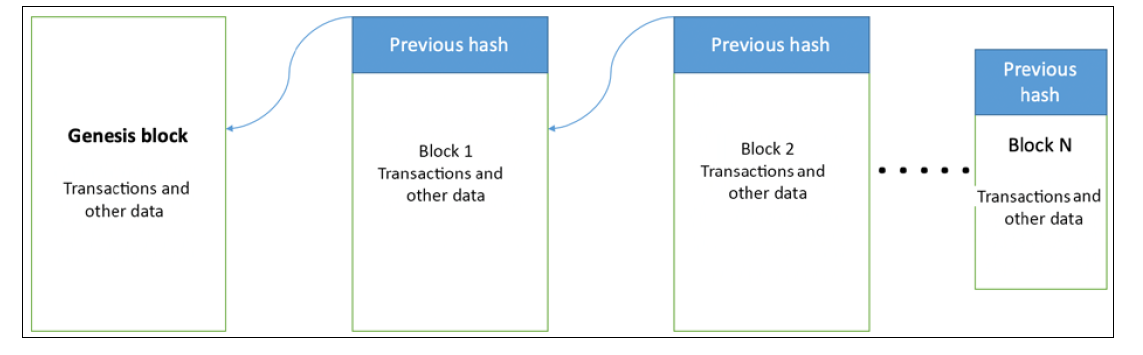 Genesis block
Transactions and
other data
Previous hash
Block 1
Transactions and
other data
Previous hash
Block 2
Transactions and
other data
Previous
hash
Block N
Transactions and
other data